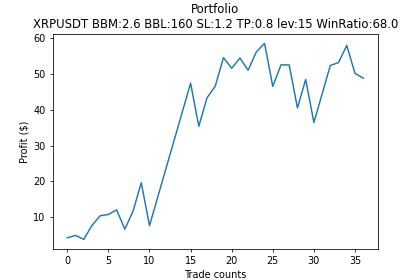 Portfolio
XRPUSDT BBM:2.6 BBL:160 SL:1.2 TP:0.8 lev:15 WinRatio:68.0
60
50
40
30
20
10
Profit ($)
0 5 10 15 20 25 30 35
Trade counts